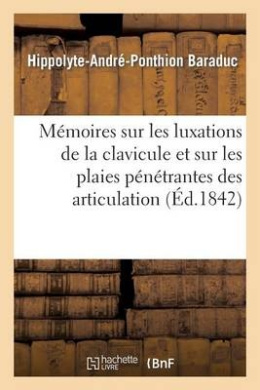 Hippolyte-André-Ponthion Baraduc
Mémoires sur les luxations de la clavicule et sur les plaies pénétrantes des articulation (Éd.1842)
hachette
LIVRE
{BnF